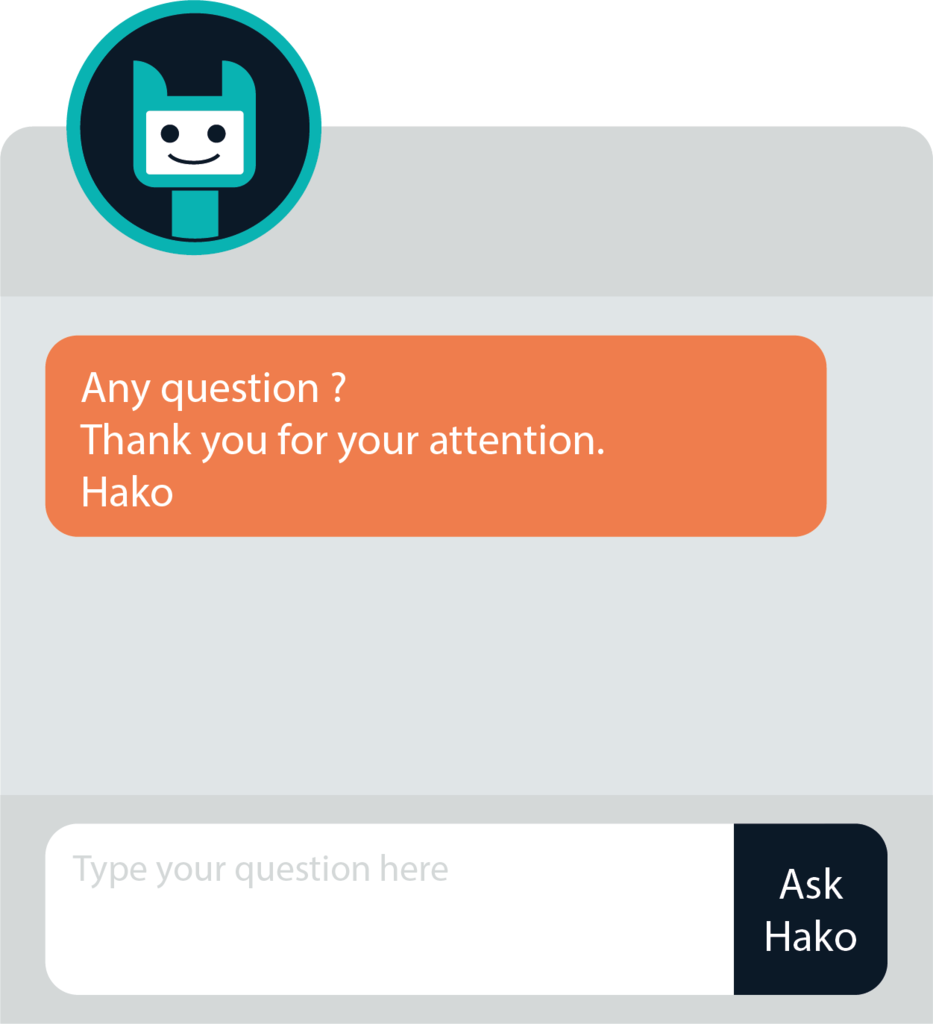 Any question ?
Thank you for your attention.
Hako
Type your question here
Ask
Hako